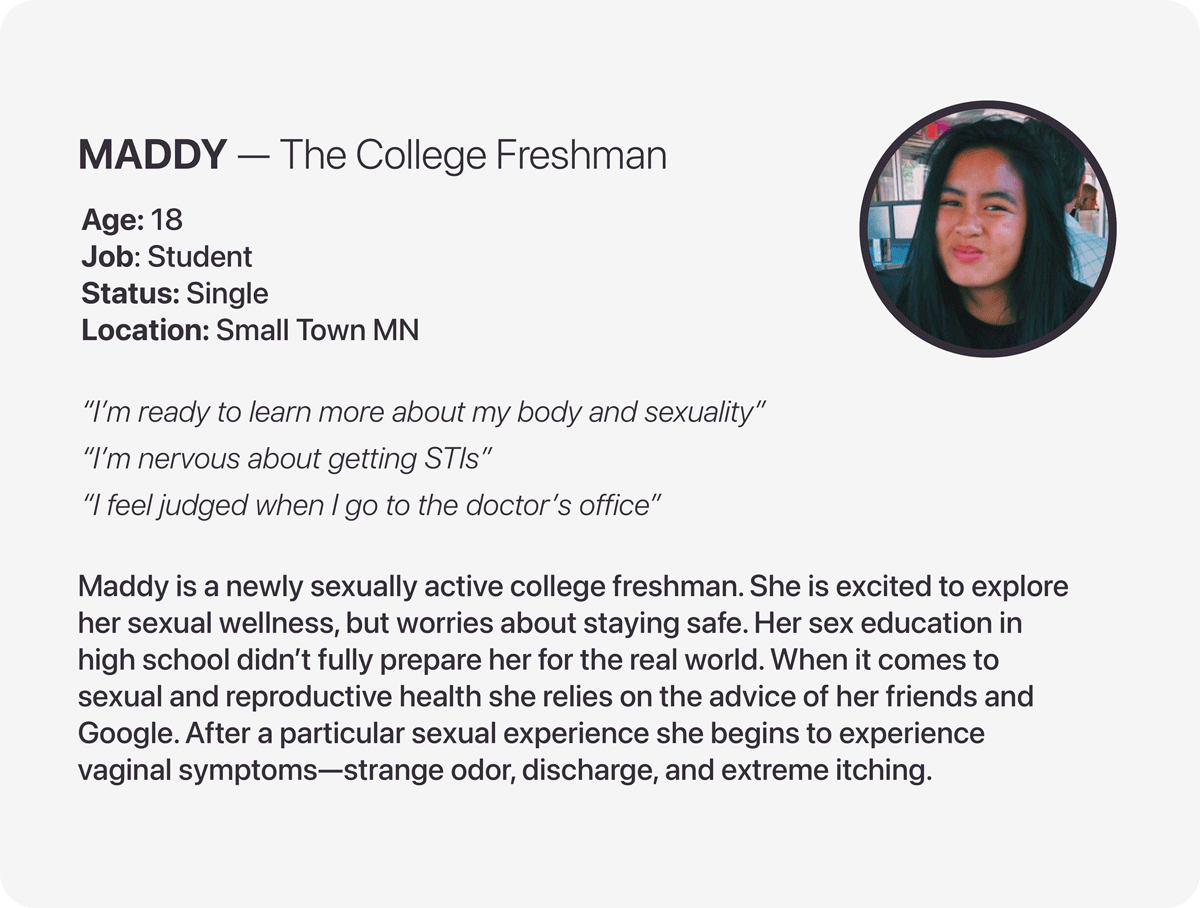 MADDY — The College Freshman
Age: 18
Job: Student
Status: Single
Location: Small Town MN
“I’m ready to learn more about my body and sexuality”
“I’m nervous about getting STIs”
“I feel judged when I go to the doctor’s office”
Maddy is a newly sexually active college freshman. She is excited to explore
her sexual wellness, but worries about staying safe. Her sex education in
high school didn’t fully prepare her for the real world. When it comes to
sexual and reproductive health she relies on the advice of her friends and
Google. After a particular sexual experience she begins to experience
vaginal symptoms—strange odor, discharge, and extreme itching.